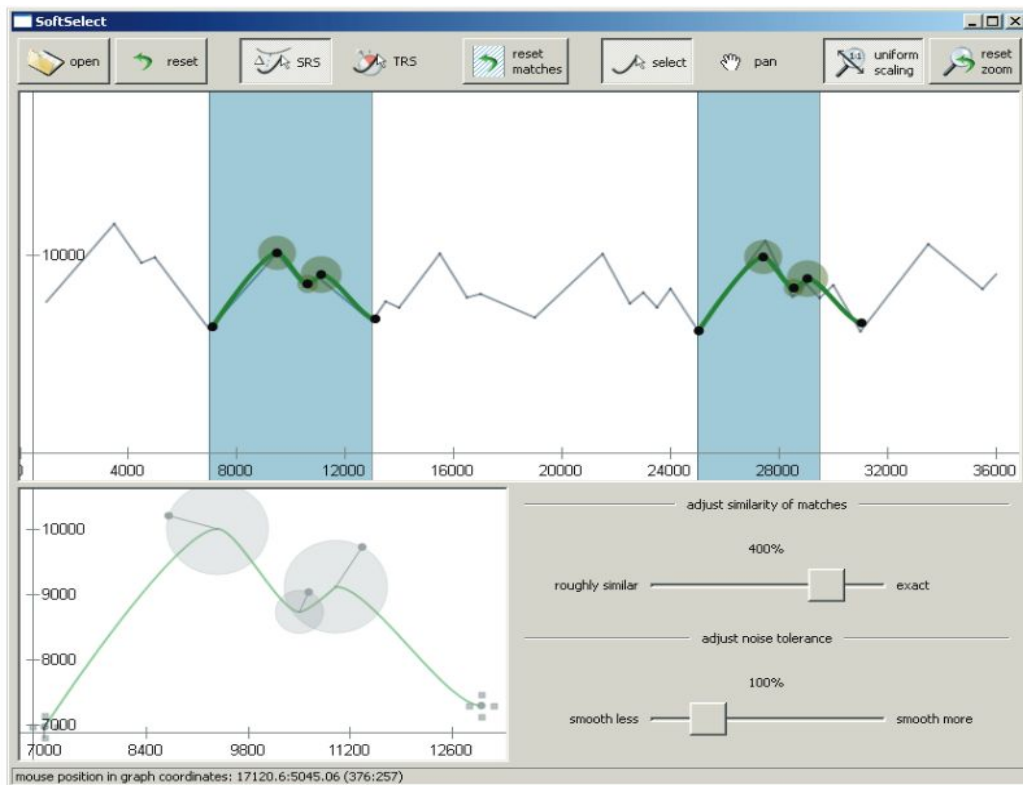 SoftSelect
open reset SRS TRS reset matches select pan uniform scaling reset zoom
1:1
10000
0 4000 8000 12000 16000 20000 24000 28000 32000 36000
10000
9000
8000
7000
7000 8400 9800 11200 12600
adjust similarity of matches
400%
roughly similar exact
adjust noise tolerance
100%
smooth less smooth more
mouse position in graph coordinates: 17120.6:5045.06 (376:257)